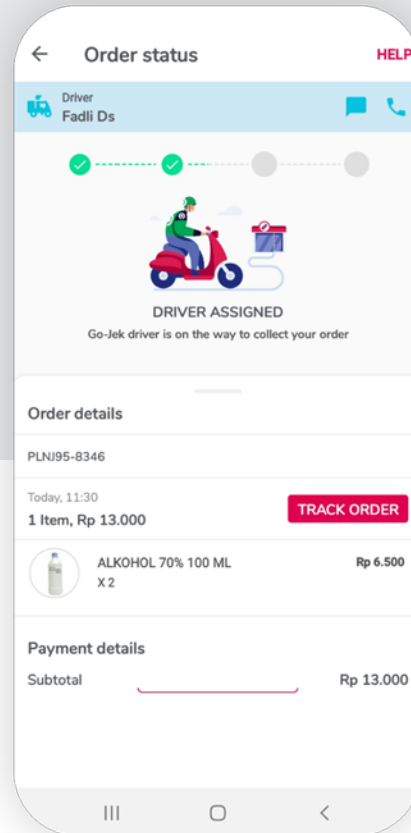 Order status
HELP
Driver
Fadli Ds
DRIVER ASSIGNED
Go-Jek driver is on the way to collect your order
Order details
PLNJ95-8346
Today, 11:30
1 Item, Rp 13.000
TRACK ORDER
ALKOHOL 70% 100 ML
Rp 6.500
X 2
Payment details
Subtotal
Rp 13.000